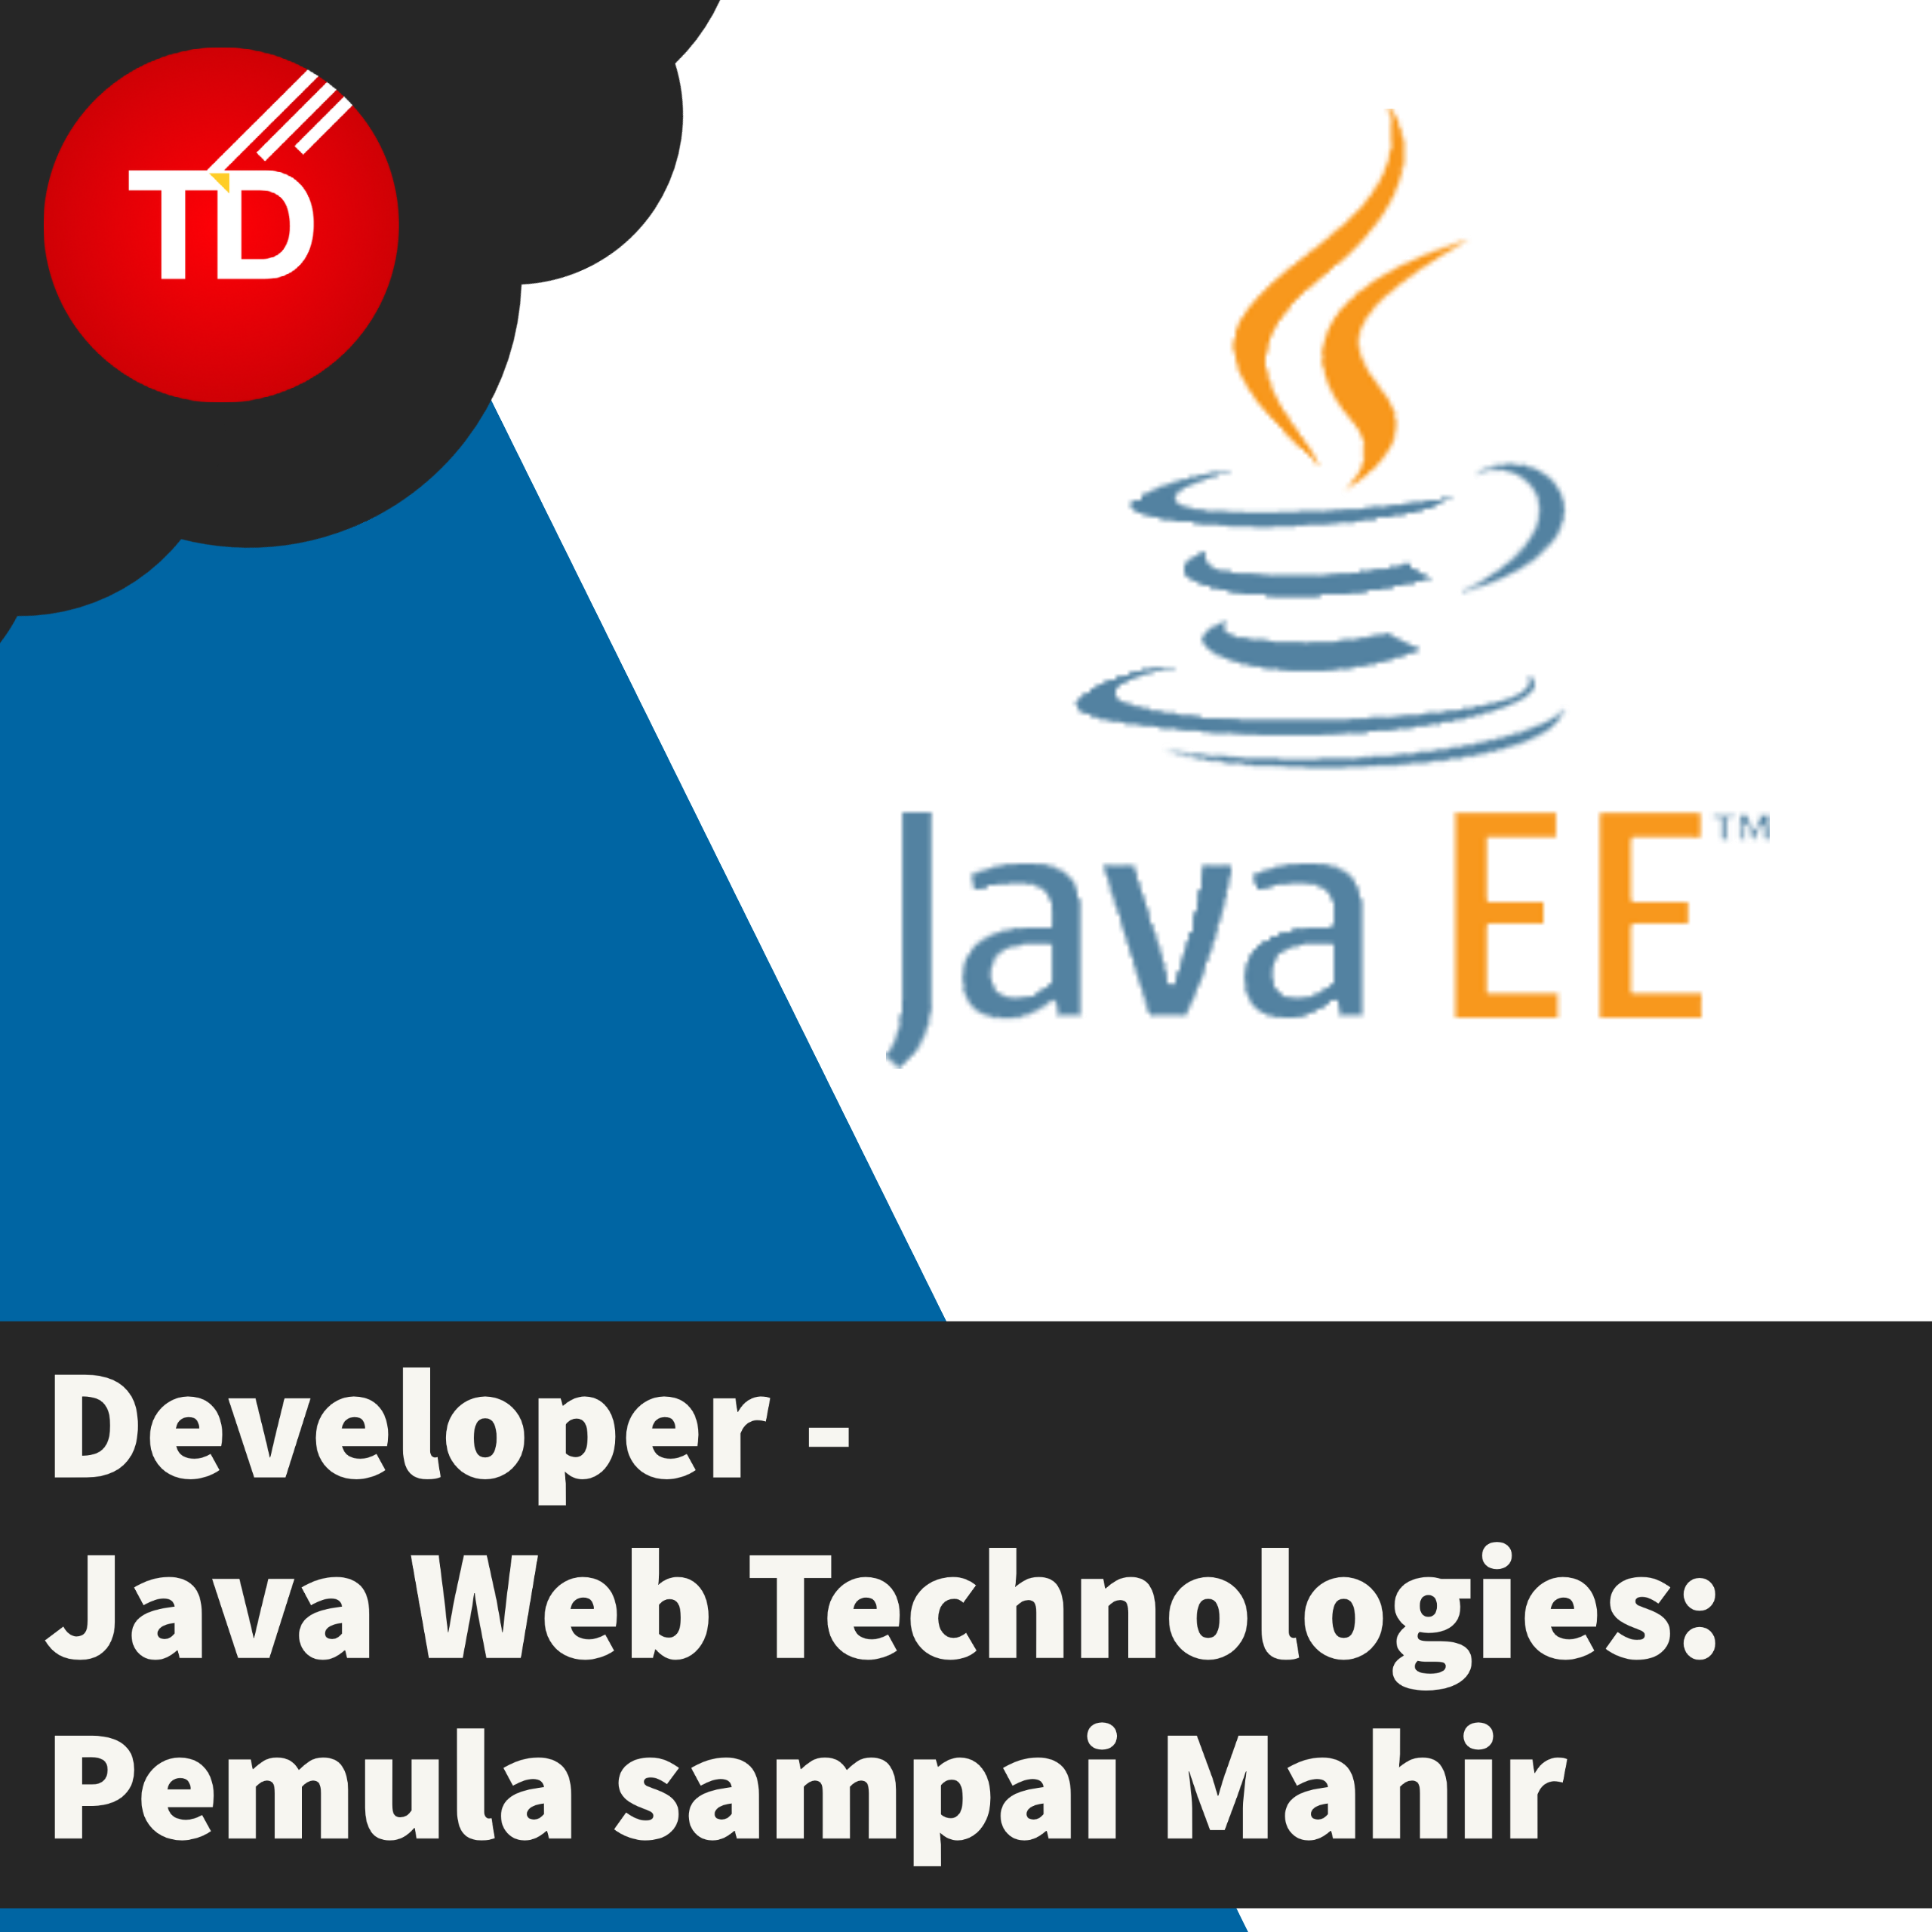 TD
Java EE™
Developer -
Java Web Technologies:
Pemula sampai Mahir